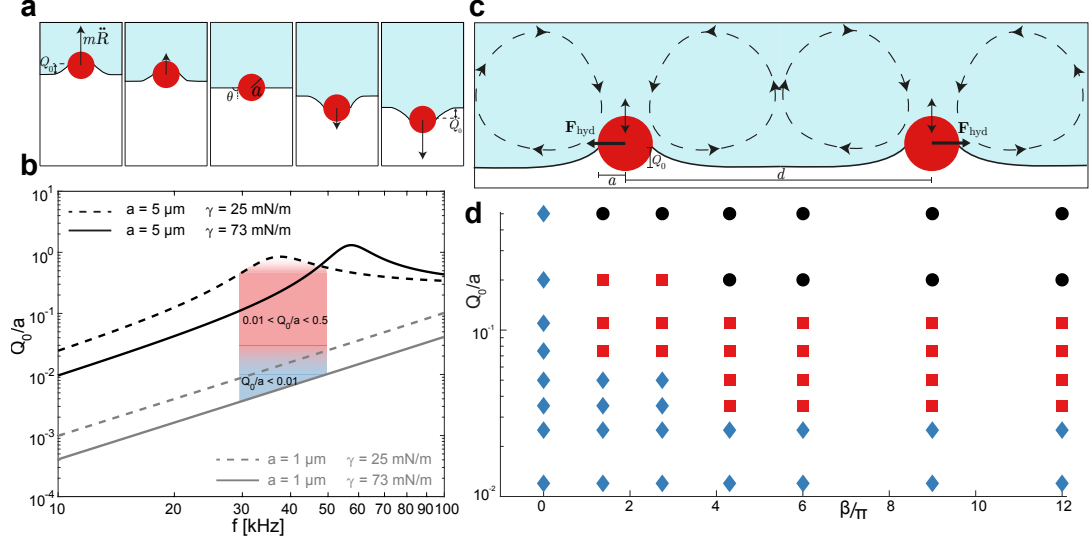 a
Q₀
mR̈
θ
a
Q₀
c
F_hyd
F_hyd
Q₀
a
d
b
a = 5 µm γ = 25 mN/m
a = 5 µm γ = 73 mN/m
10¹
10⁰
10⁻¹
10⁻²
10⁻³
10⁻⁴
Q₀/a
0.01 < Q₀/a < 0.5
Q₀/a < 0.01
a = 1 µm γ = 25 mN/m
a = 1 µm γ = 73 mN/m
10 20 30 40 50 60 70 80 90 100
f [kHz]
d
Q₀/a
10⁻¹
10⁻²
0 2 4 6 8 10 12
β/π